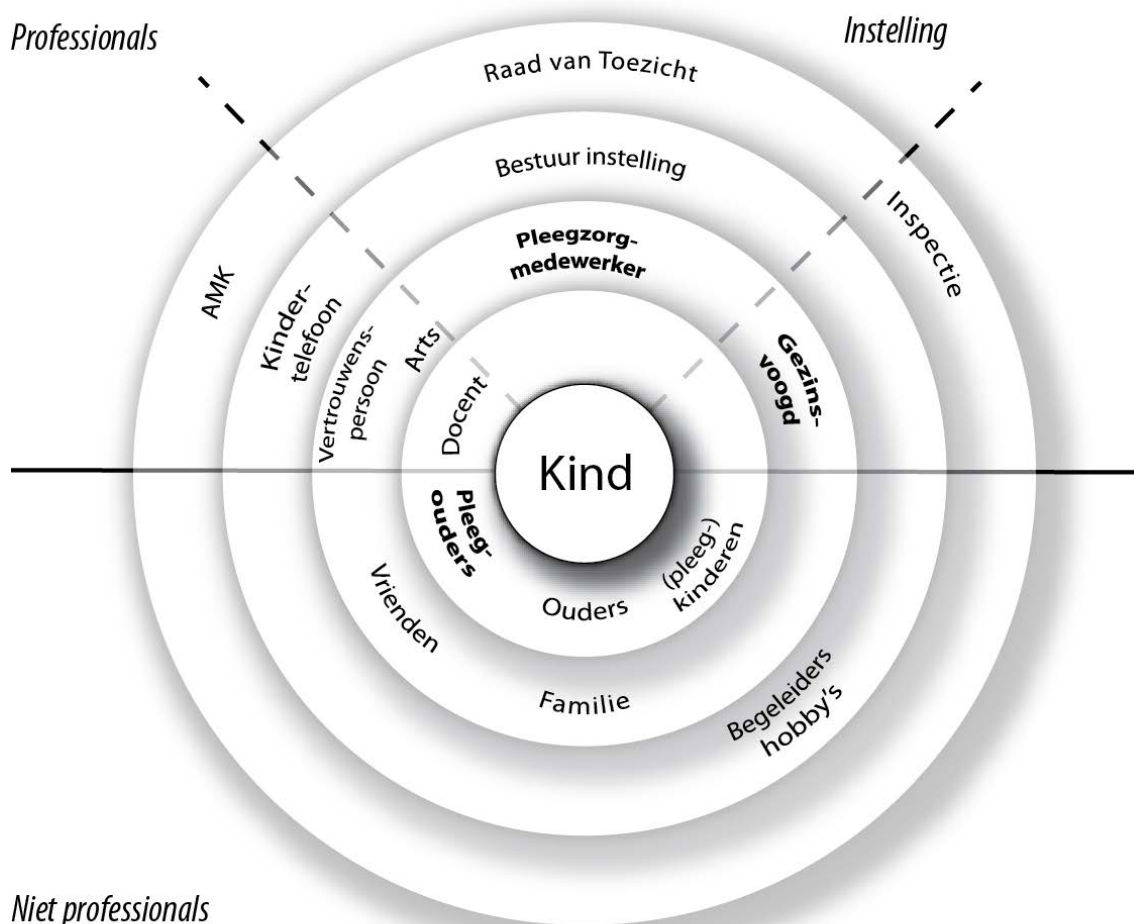 Professionals
Instelling
Raad van Toezicht
Bestuur instelling
Inspectie
Pleegzorg-
medewerker
AMK
Kinder-
telefoon
Vertrouwens-
persoon
Arts
Gezins-
voogd
Docent
Kind
Pleeg-
ouders
(pleeg-)
kinderen
Ouders
Vrienden
Familie
Begeleiders
hobby's
Niet professionals